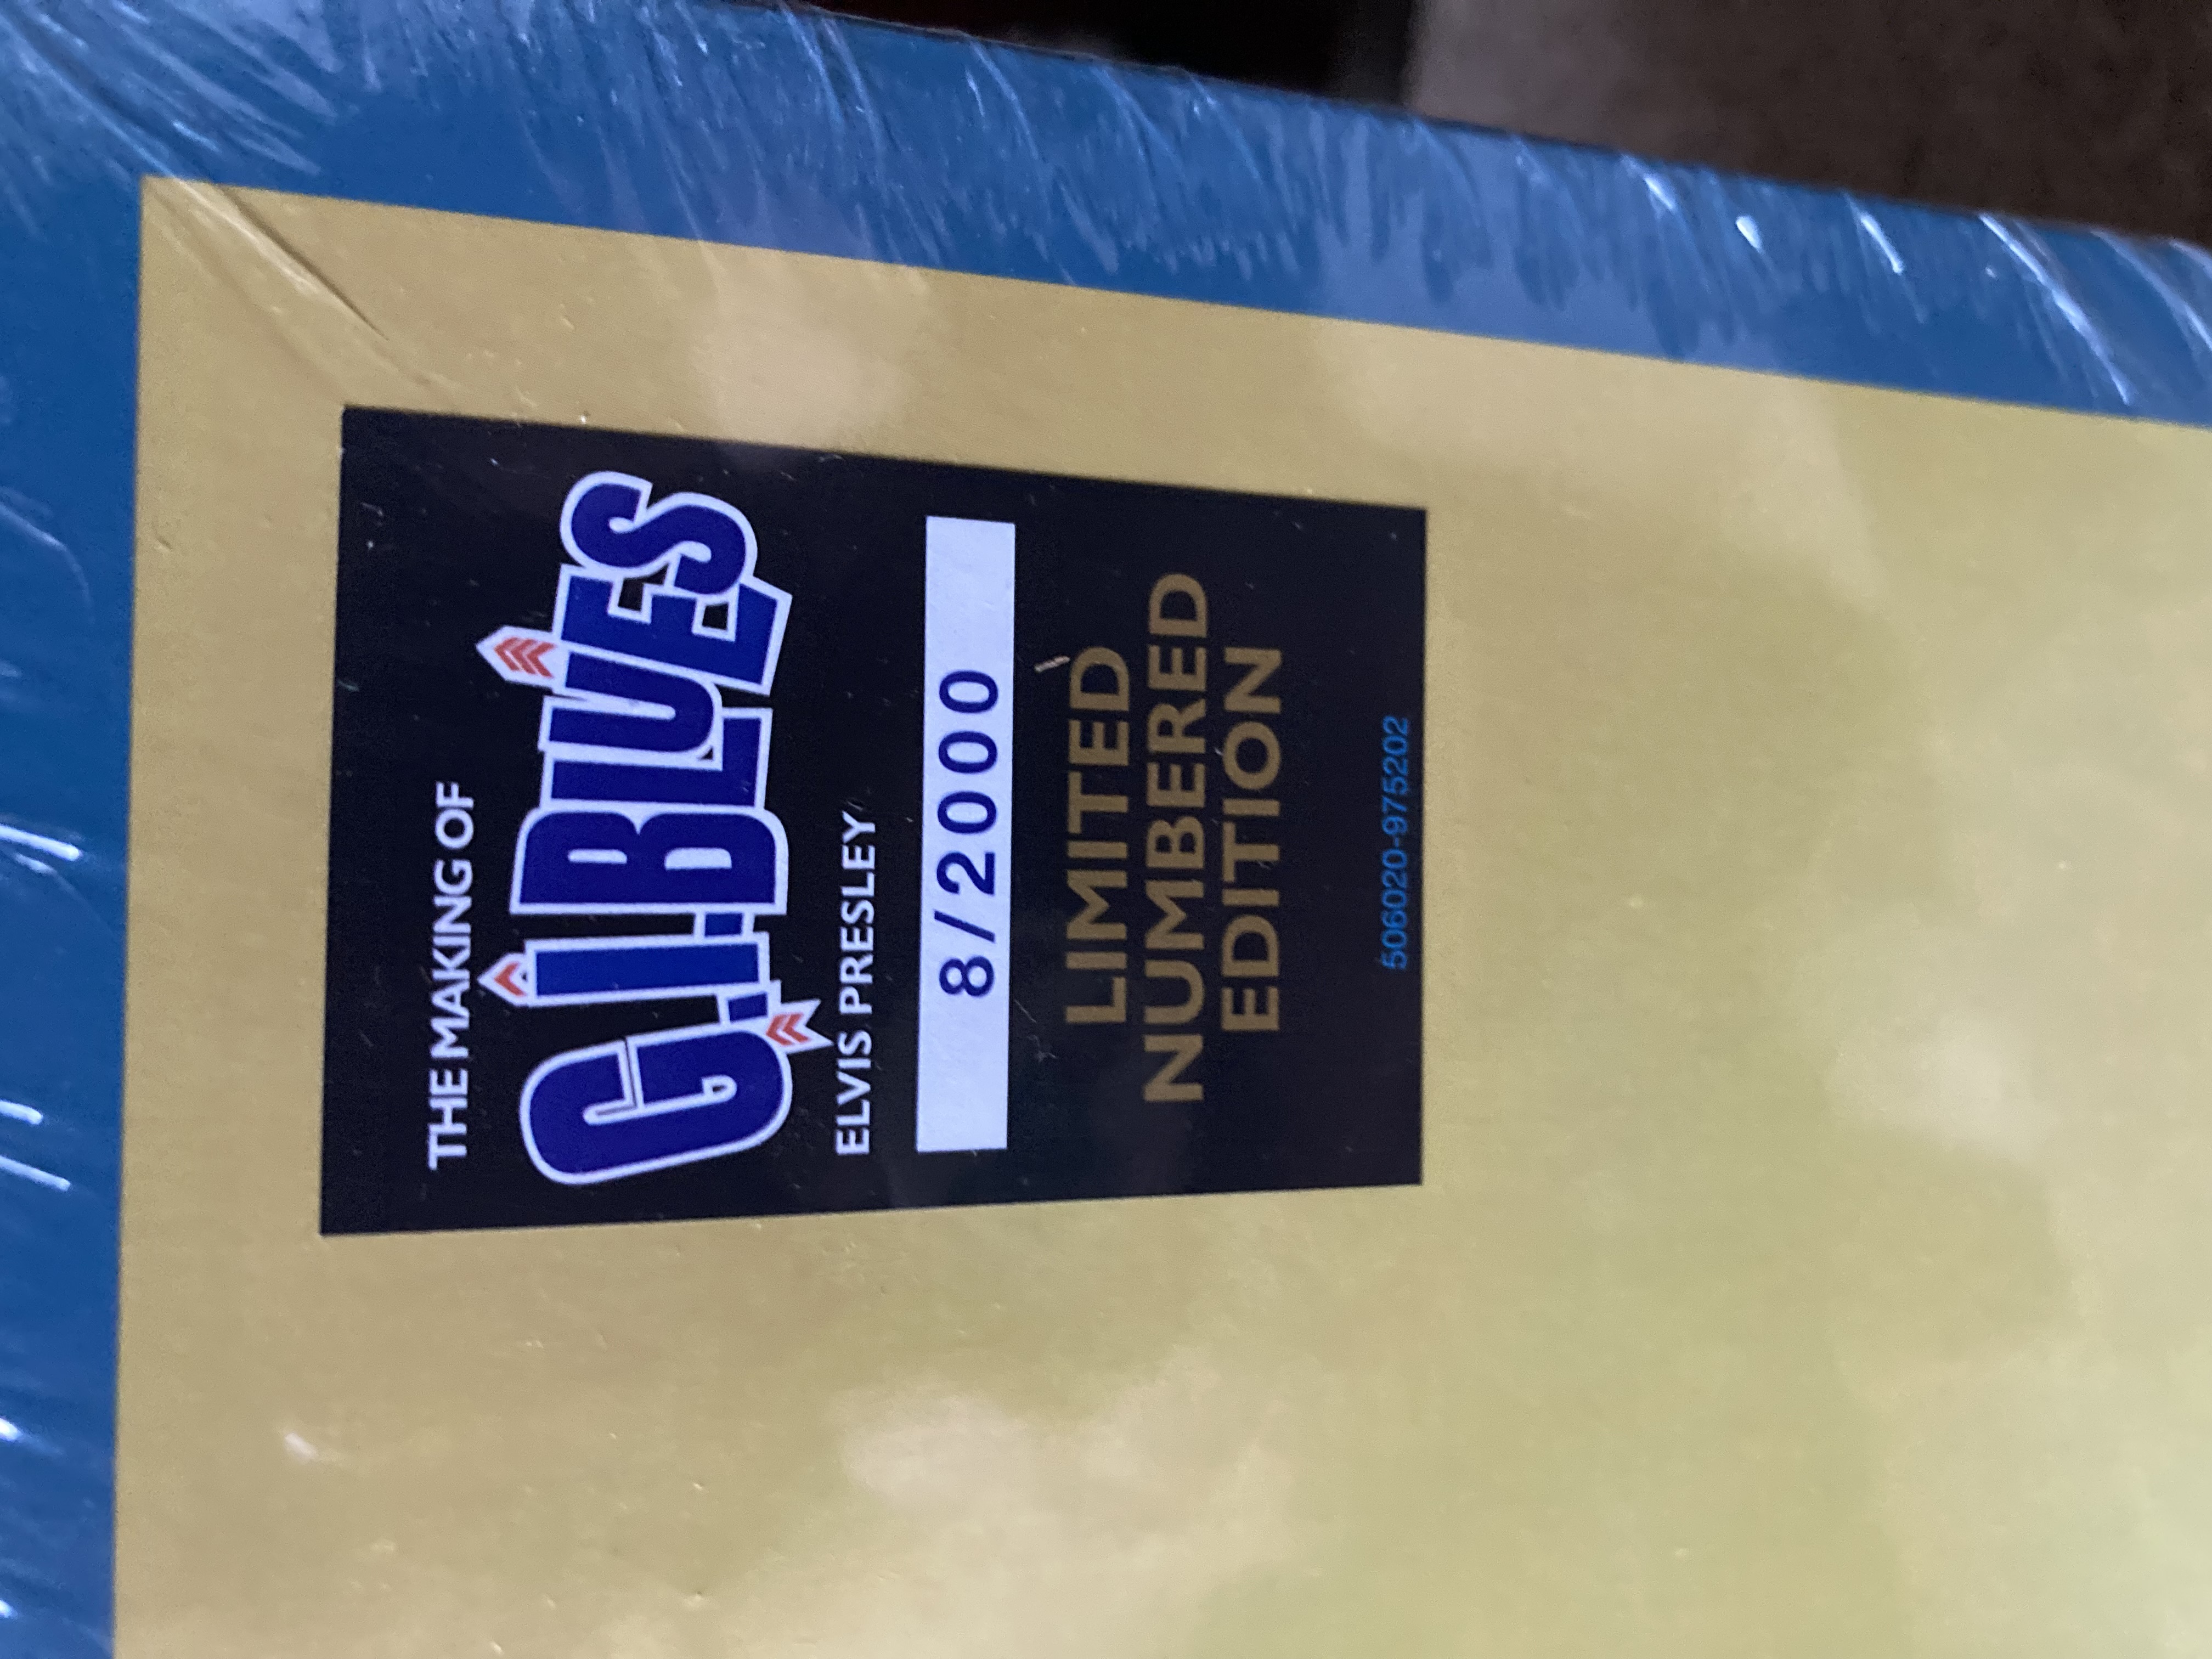 THE MAKING OF
G.I. BLUES
ELVIS PRESLEY
8/2000
LIMITED
NUMBERED
EDITION
506020-975202